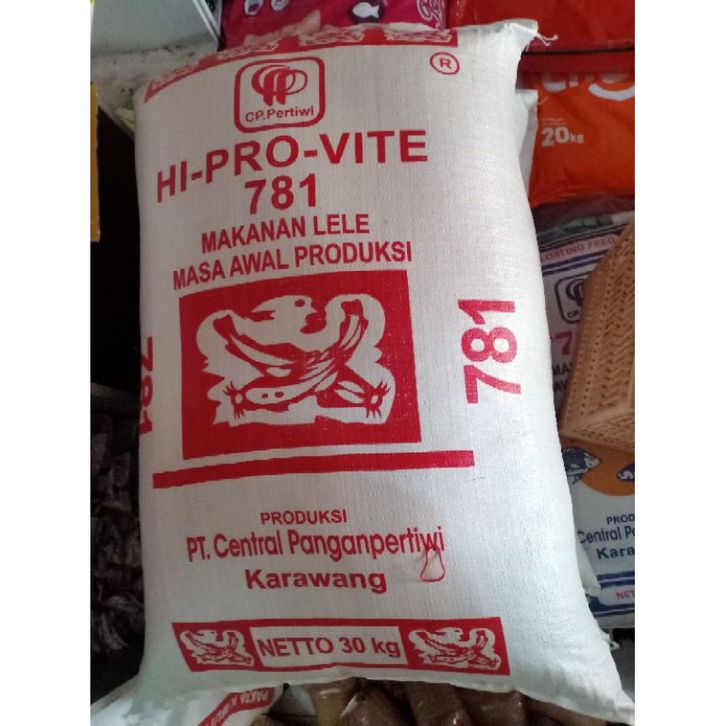 CP.Pertiwi
®
HI-PRO-VITE
781
MAKANAN LELE
MASA AWAL PRODUKSI
781
781
PRODUKSI
PT. Central Panganpertiwi
Karawang
NETTO 30 kg
20kg